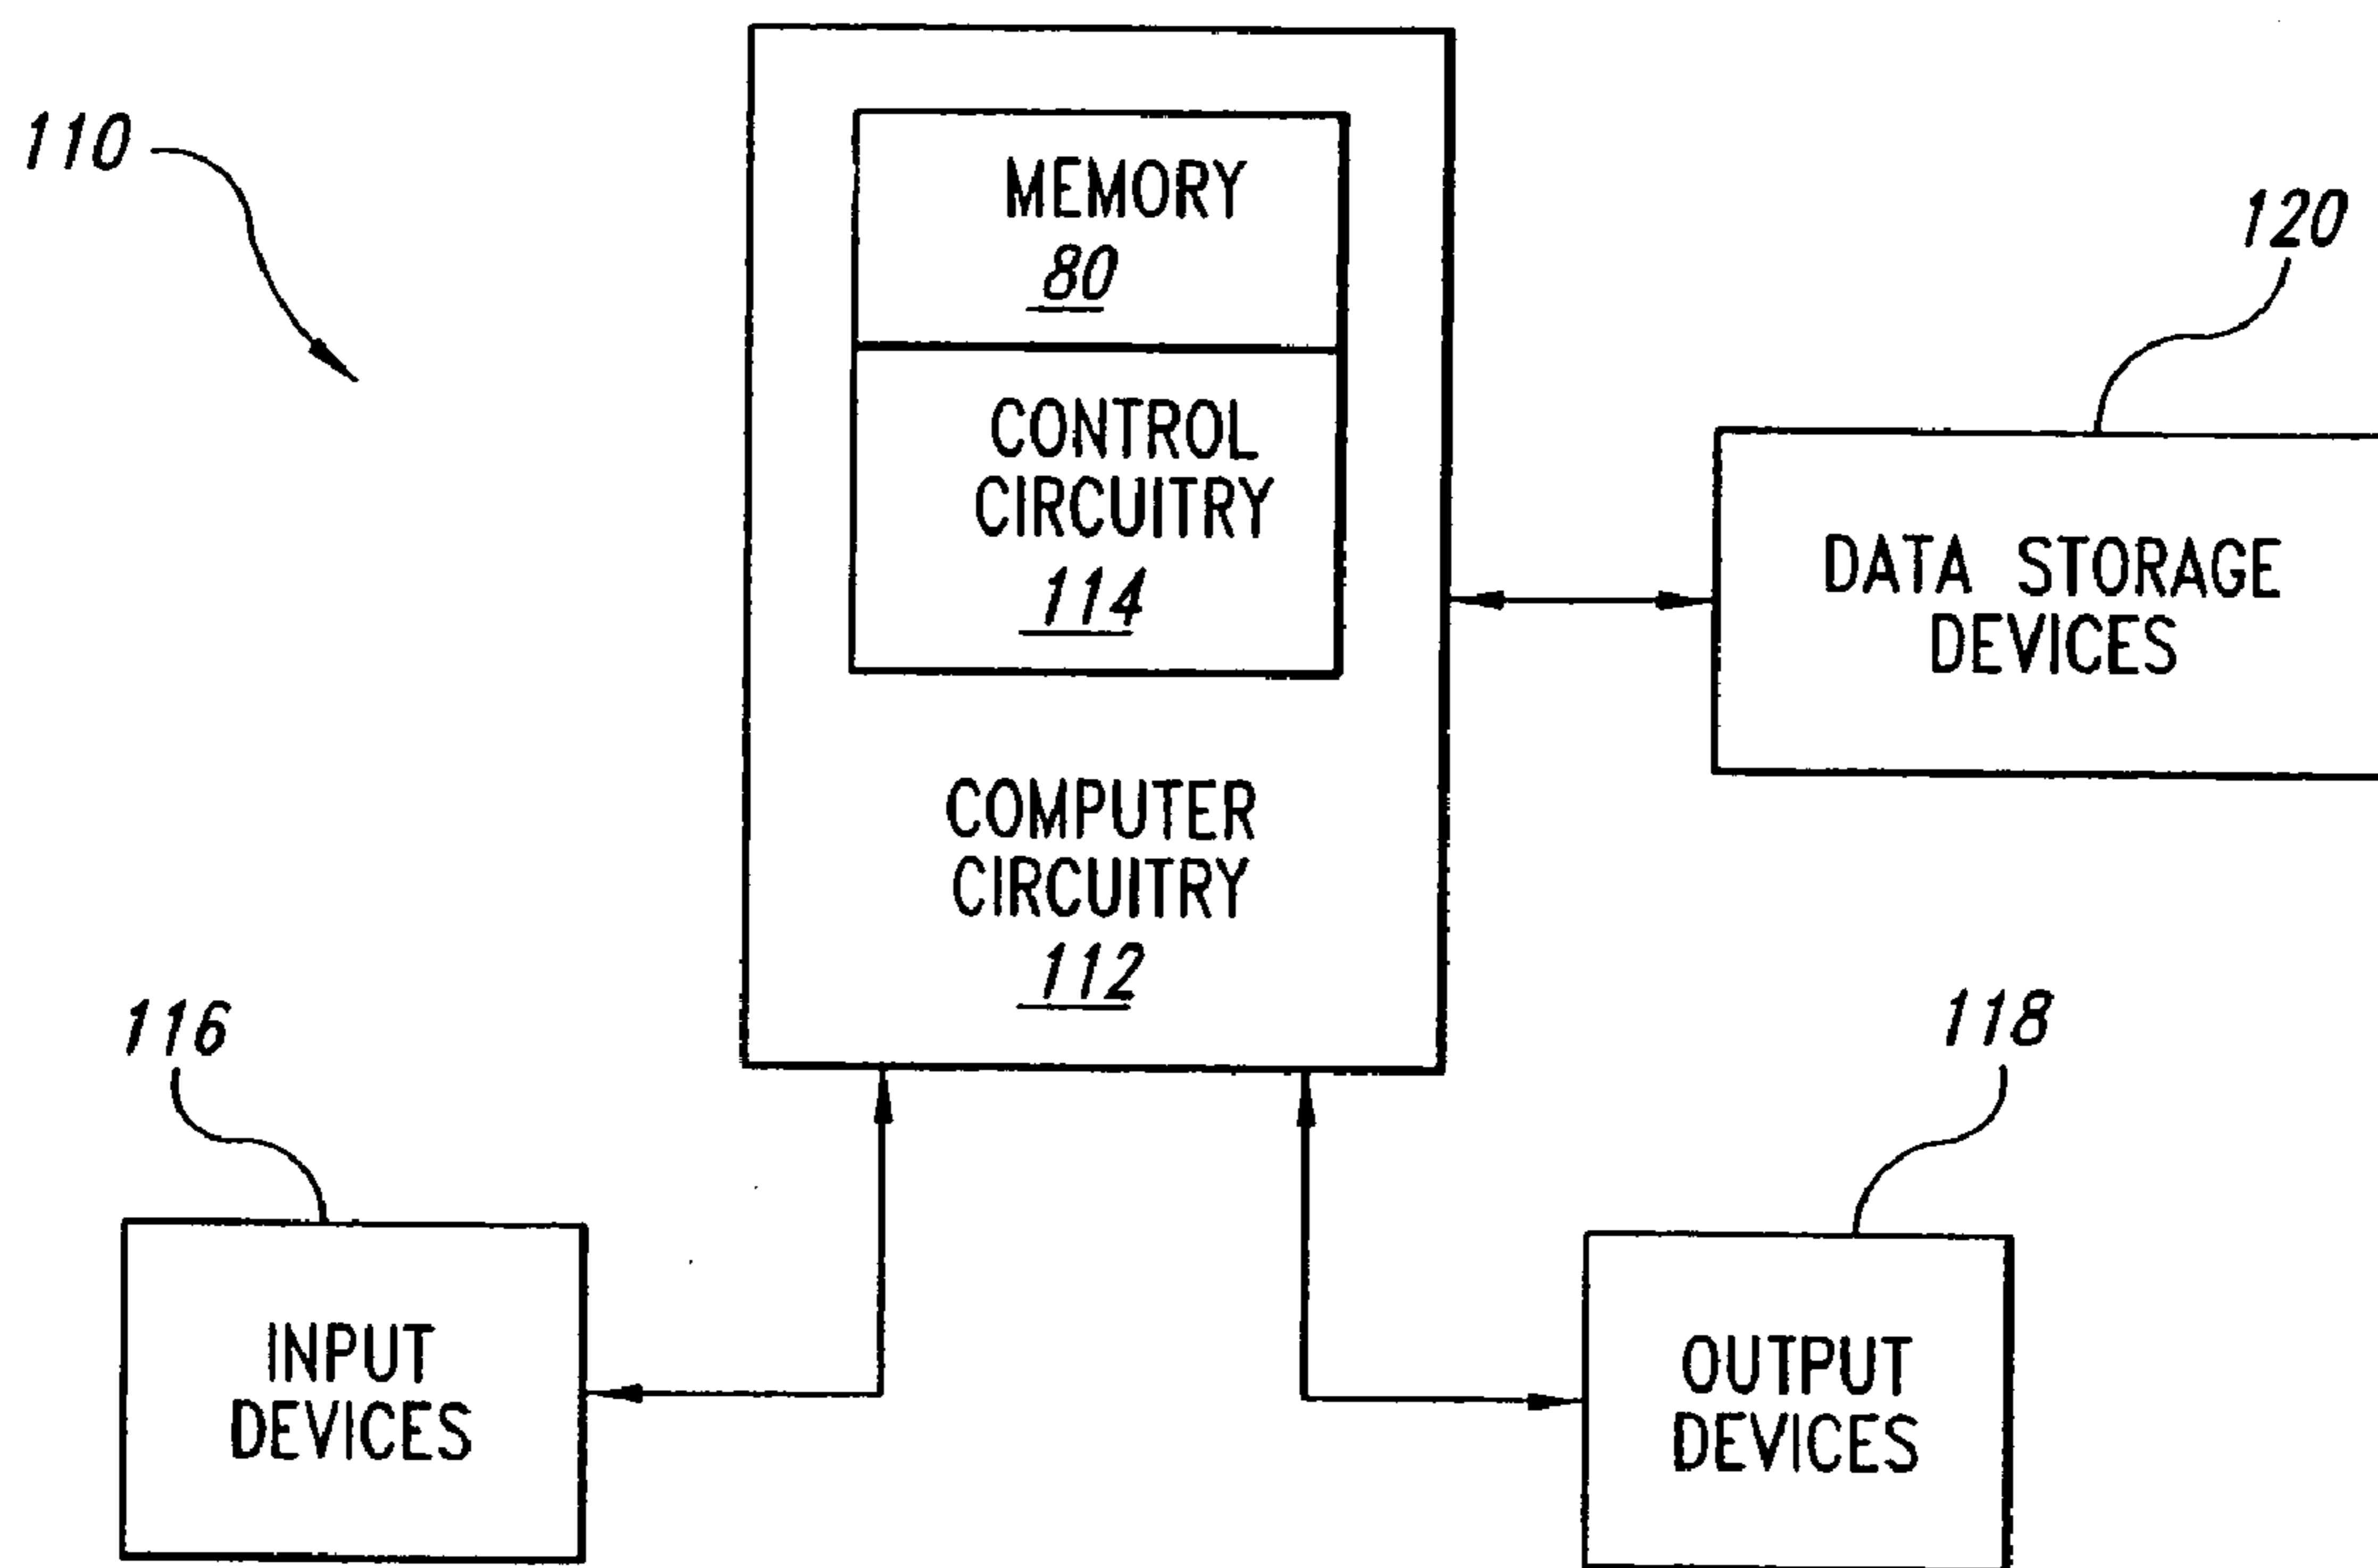 110
MEMORY
80
120
CONTROL
CIRCUITRY
114
DATA STORAGE
DEVICES
COMPUTER
CIRCUITRY
112
116
118
INPUT
DEVICES
OUTPUT
DEVICES